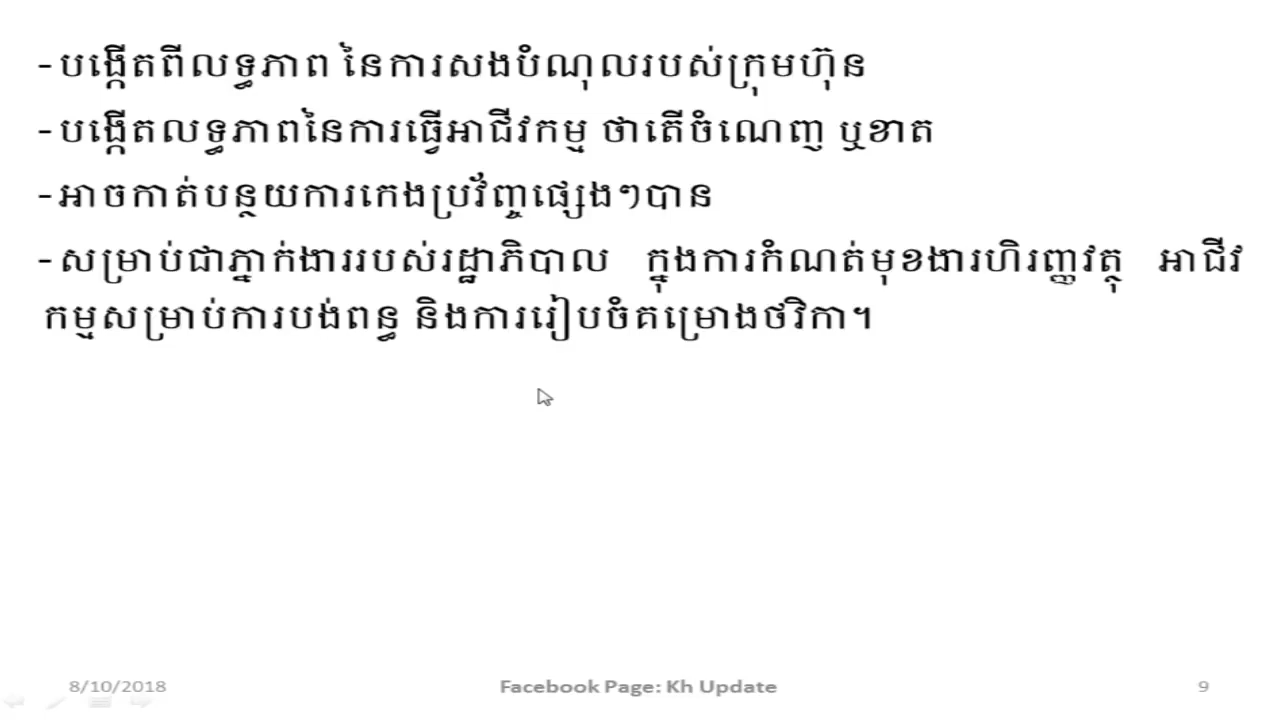 -បង្កើតពីលទ្ធភាព នៃការសងបំណុលរបស់ក្រុមហ៊ុន
-បង្កើតលទ្ធភាពនៃការធ្វើអាជីវកម្ម ថាតើចំណេញ ឬខាត
-អាចកាត់បន្ថយការកេងប្រវ័ញ្ចផ្សេងៗបាន
-សម្រាប់ជាភ្នាក់ងាររបស់រដ្ឋាភិបាល ក្នុងការកំណត់មុខងារហិរញ្ញវត្ថុ អាជីវ
កម្មសម្រាប់ការបង់ពន្ធ និងការរៀបចំគម្រោងថវិកា។
8/10/2018 Facebook Page: Kh Update 9